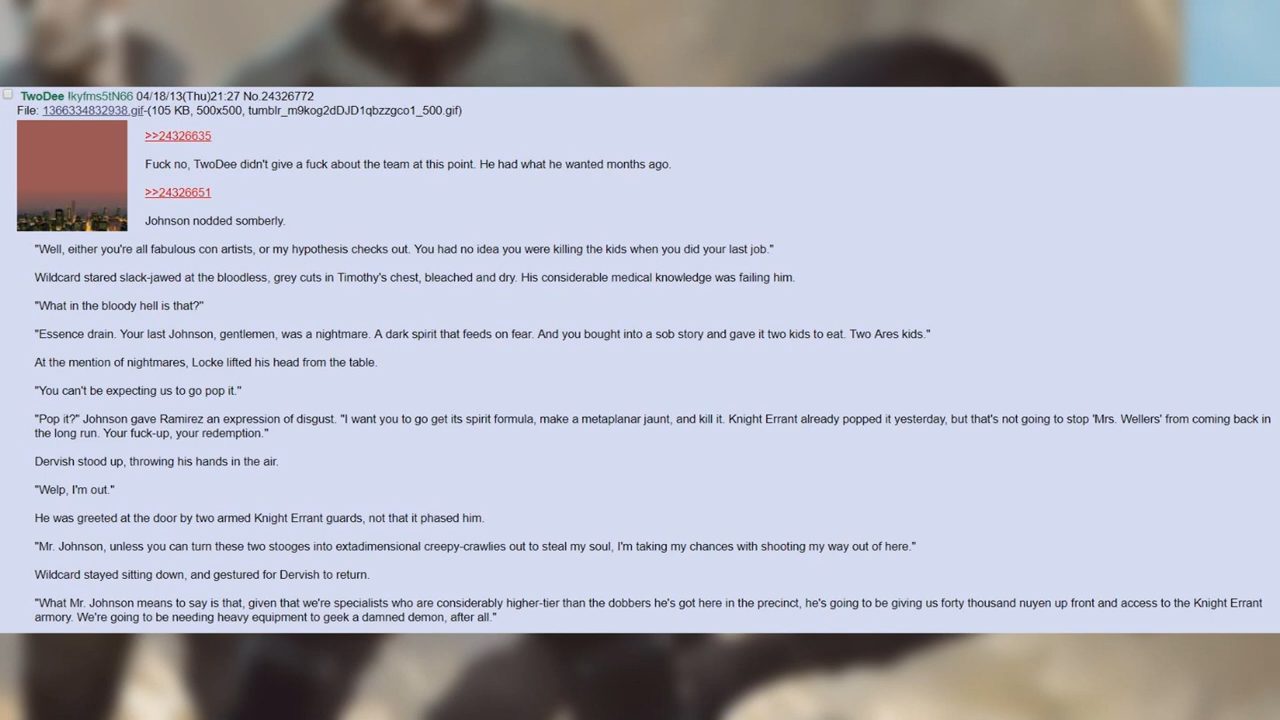 TwoDee !kyfms5tN66 04/18/13(Thu)21:27 No.24326772
File: 1366334832938.gif-(105 KB, 500x500, tumblr_m9kog2dDJD1qbzzgco1_500.gif)
>>24326635
Fuck no, TwoDee didn't give a fuck about the team at this point. He had what he wanted months ago.
>>24326651
Johnson nodded somberly.
"Well, either you're all fabulous con artists, or my hypothesis checks out. You had no idea you were killing the kids when you did your last job."
Wildcard stared slack-jawed at the bloodless, grey cuts in Timothy's chest, bleached and dry. His considerable medical knowledge was failing him.
"What in the bloody hell is that?"
"Essence drain. Your last Johnson, gentlemen, was a nightmare. A dark spirit that feeds on fear. And you bought into a sob story and gave it two kids to eat. Two Ares kids."
At the mention of nightmares, Locke lifted his head from the table.
"You can't be expecting us to go pop it."
"Pop it?" Johnson gave Ramirez an expression of disgust. "I want you to go get its spirit formula, make a metaplanar jaunt, and kill it. Knight Errant already popped it yesterday, but that's not going to stop 'Mrs. Wellers' from coming back in
the long run. Your fuck-up, your redemption."
Dervish stood up, throwing his hands in the air.
"Welp, I'm out."
He was greeted at the door by two armed Knight Errant guards, not that it phased him.
"Mr. Johnson, unless you can turn these two stooges into extadimensional creepy-crawlies out to steal my soul, I'm taking my chances with shooting my way out of here."
Wildcard stayed sitting down, and gestured for Dervish to return.
"What Mr. Johnson means to say is that, given that we're specialists who are considerably higher-tier than the dobbers he's got here in the precinct, he's going to be giving us forty thousand nuyen up front and access to the Knight Errant
armory. We're going to be needing heavy equipment to geek a damned demon, after all."